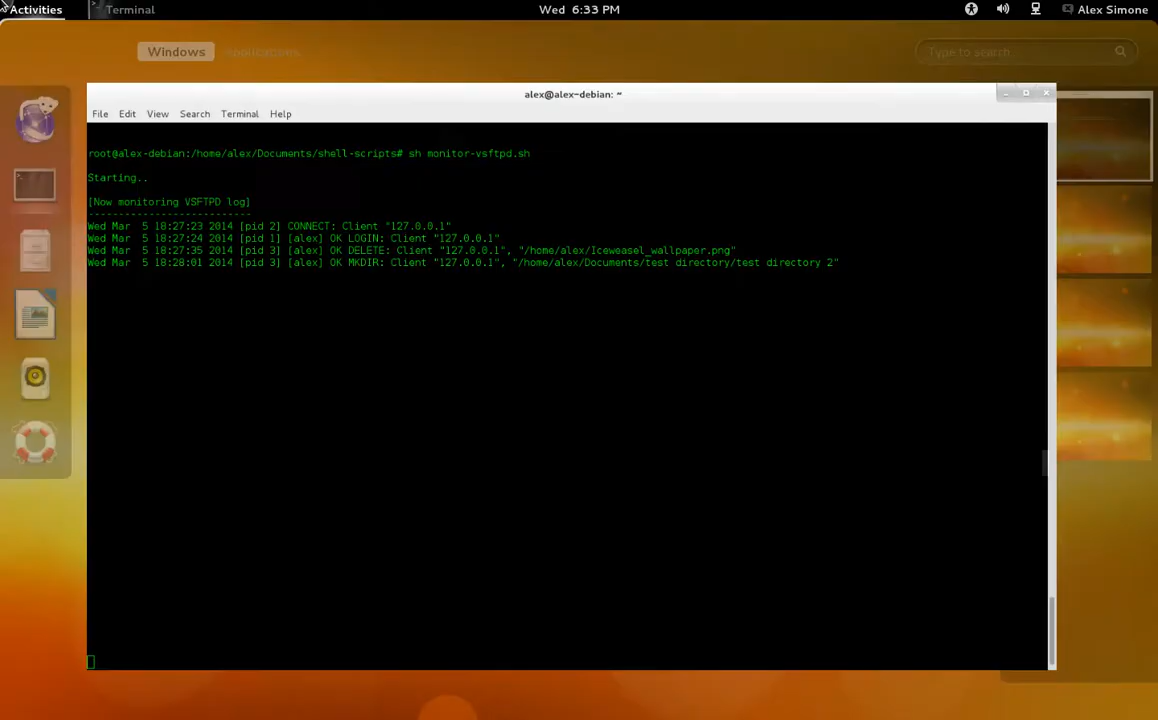 Activities
Terminal
Wed 6:33 PM
Alex Simone
Windows
Applications
Type to search...
alex@alex-debian: ~
File Edit View Search Terminal Help
root@alex-debian:/home/alex/Documents/shell-scripts# sh monitor-vsftpd.sh
Starting..
[Now monitoring VSFTPD log]
---------------------------
Wed Mar  5 18:27:23 2014 [pid 2] CONNECT: Client "127.0.0.1"
Wed Mar  5 18:27:24 2014 [pid 1] [alex] OK LOGIN: Client "127.0.0.1"
Wed Mar  5 18:27:35 2014 [pid 3] [alex] OK DELETE: Client "127.0.0.1", "/home/alex/Iceweasel_wallpaper.png"
Wed Mar  5 18:28:01 2014 [pid 3] [alex] OK MKDIR: Client "127.0.0.1", "/home/alex/Documents/test directory/test directory 2"